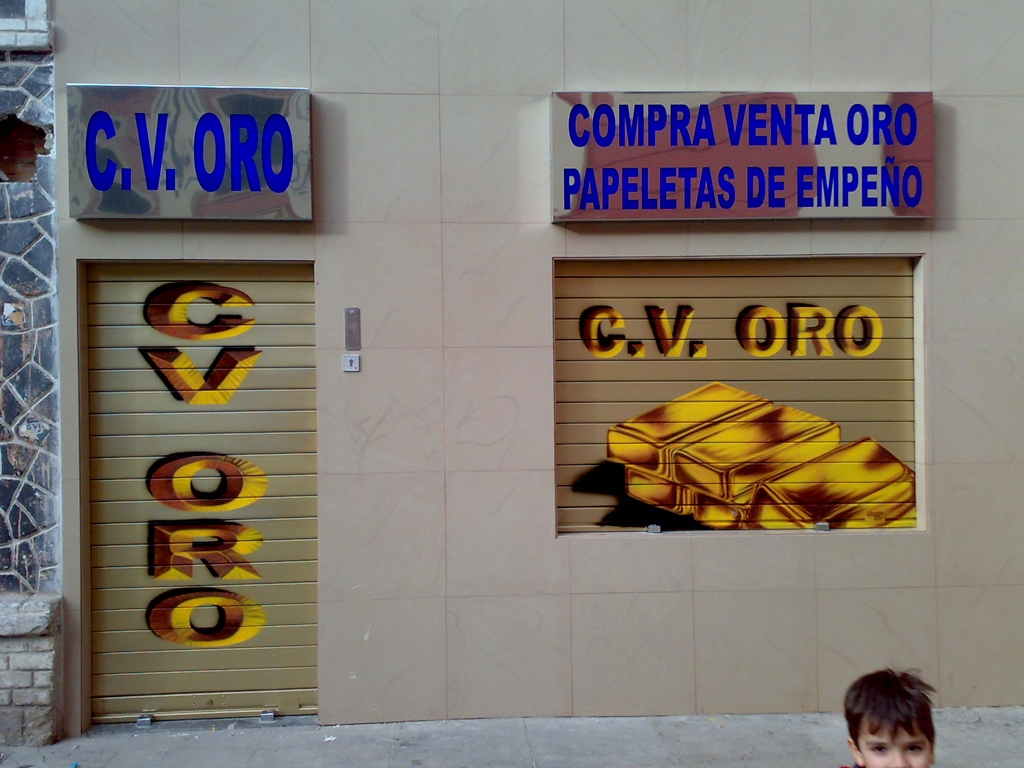 C.V. ORO
COMPRA VENTA ORO
PAPELETAS DE EMPEÑO
C
V
O
R
O
C.V. ORO